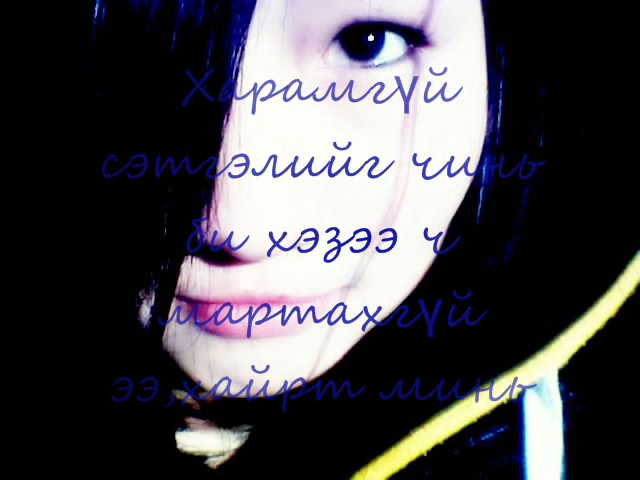 Харамгүй
сэтгэлийг чинь
би хэзээ ч
мартахгүй
ээ,хайрт минь